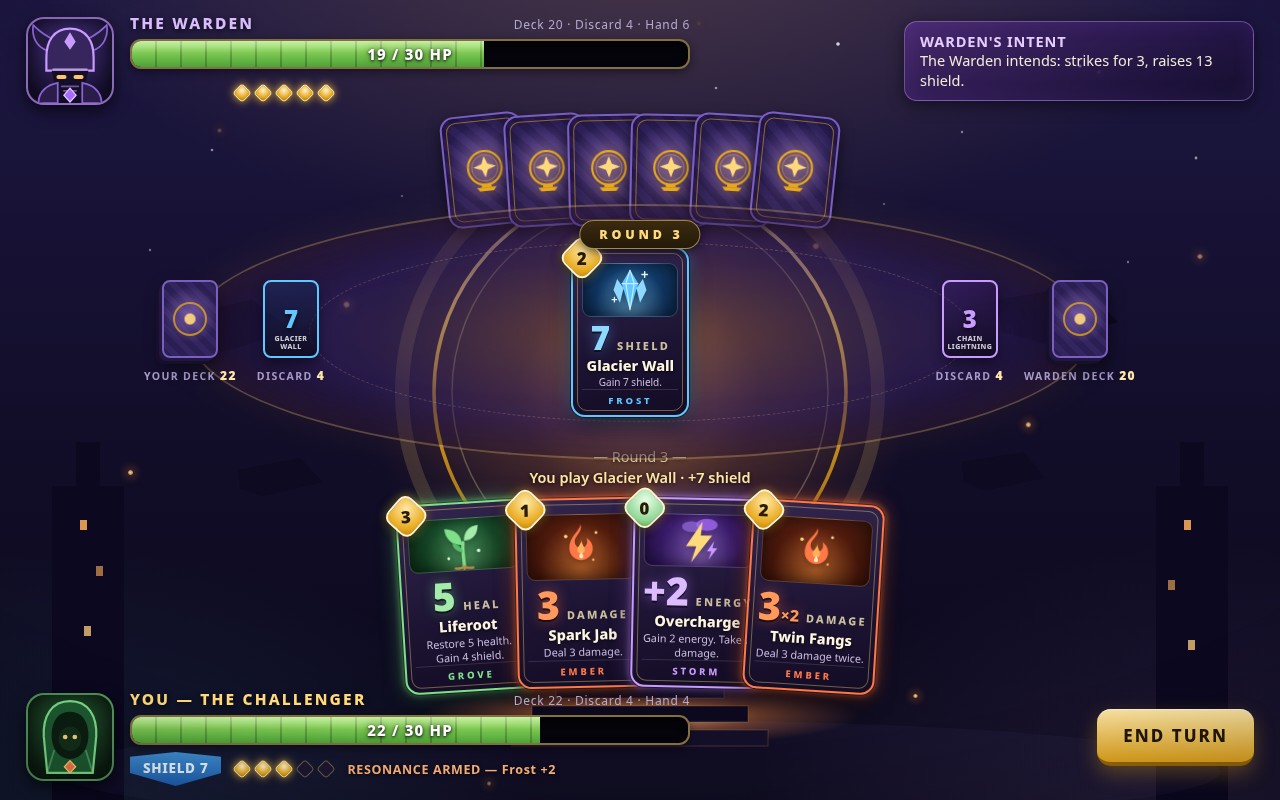 THE WARDEN
Deck 20 · Discard 4 · Hand 6
19 / 30 HP
WARDEN'S INTENT
The Warden intends: strikes for 3, raises 13
shield.
ROUND 3
2
7 SHIELD
Glacier Wall
Gain 7 shield.
FROST
7
GLACIER
WALL
YOUR DECK 22
DISCARD 4
3
CHAIN
LIGHTNING
DISCARD 4
WARDEN DECK 20
— Round 3 —
You play Glacier Wall · +7 shield
3
5 HEAL
Liferoot
Restore 5 health.
Gain 4 shield.
GROVE
1
3 DAMAGE
Spark Jab
Deal 3 damage.
EMBER
0
+2 ENERGY
Overcharge
Gain 2 energy. Take
damage.
STORM
2
3×2 DAMAGE
Twin Fangs
Deal 3 damage twice.
EMBER
YOU — THE CHALLENGER
Deck 22 · Discard 4 · Hand 4
22 / 30 HP
SHIELD 7
RESONANCE ARMED — Frost +2
END TURN